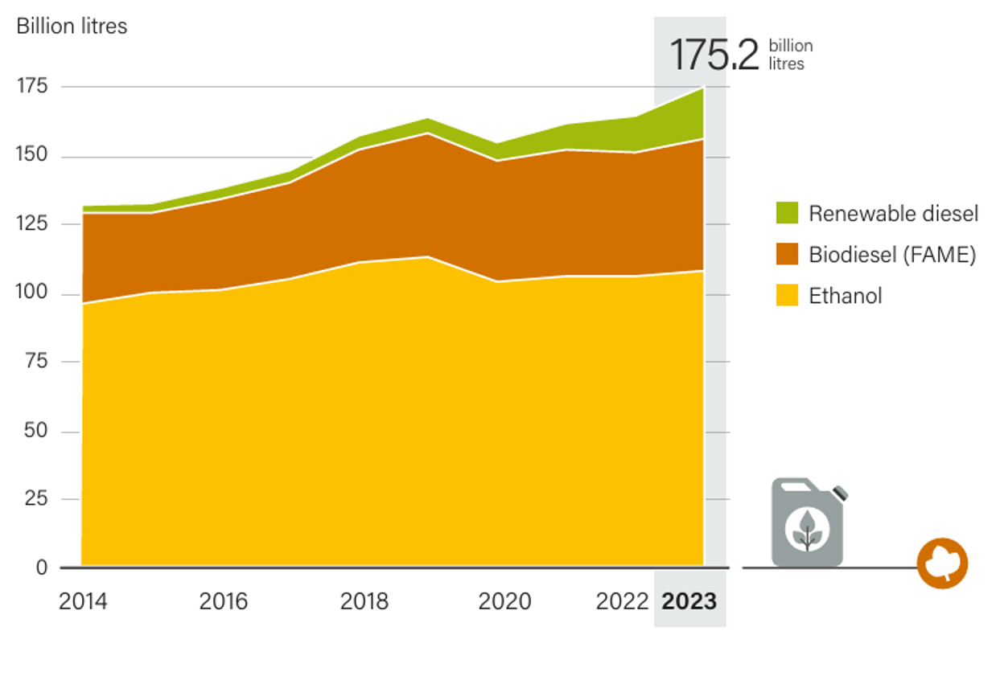 Billion litres
175.2 billion
litres
175
150
125
100
75
50
25
0
Renewable diesel
Biodiesel (FAME)
Ethanol
2014 2016 2018 2020 2022 2023